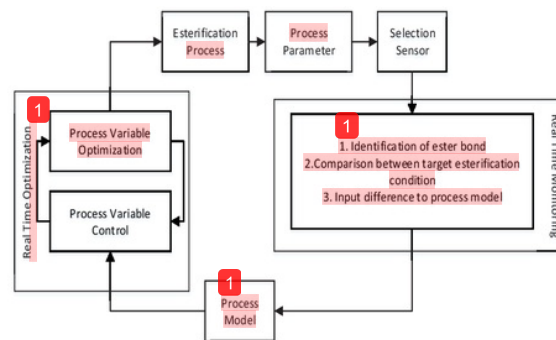 Esterification
Process
Process
Parameter
Selection
Sensor
1
Real Time Optimization
Process Variable
Optimization
Process Variable
Control
1
1. Identification of ester bond
2.Comparison between target esterification
condition
3. Input difference to process model
Real Time Monitoring
1
Process
Model